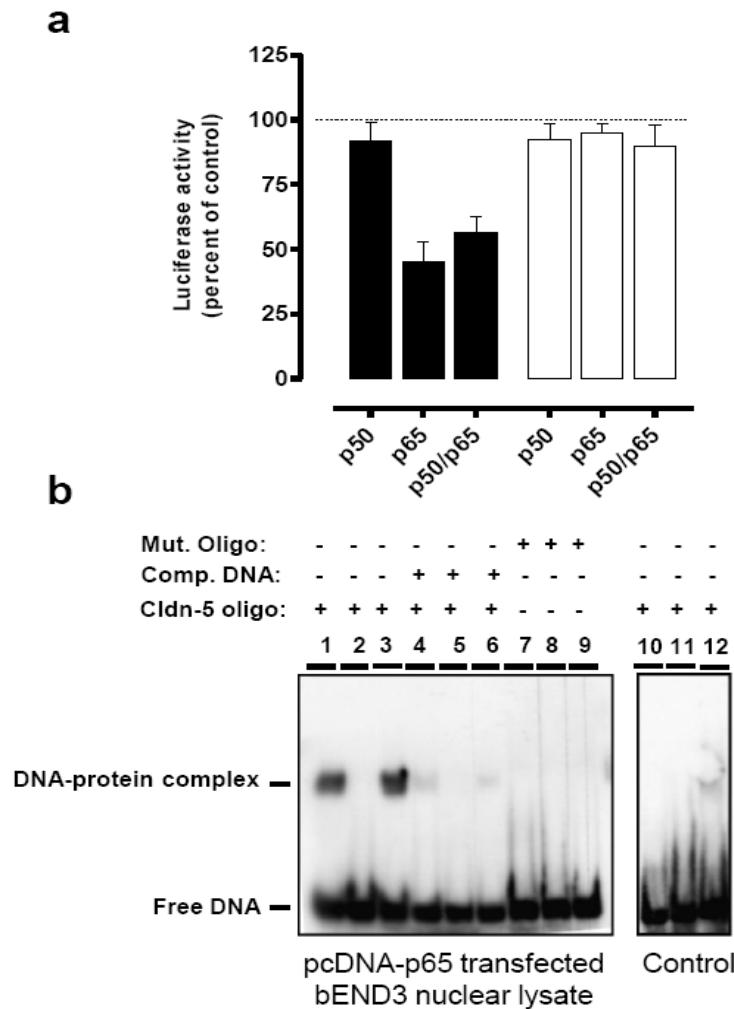 a
Luciferase activity
(percent of control)
125
100
75
50
25
0
p50
p65
p50/p65
p50
p65
p50/p65
b
Mut. Oligo: - - - - - - + + + - - -
Comp. DNA: - - - + + + - - - - - -
Cldn-5 oligo: + + + + + + - - - + + +
1 2 3 4 5 6 7 8 9 10 11 12
DNA-protein complex
Free DNA
pcDNA-p65 transfected
bEND3 nuclear lysate
Control